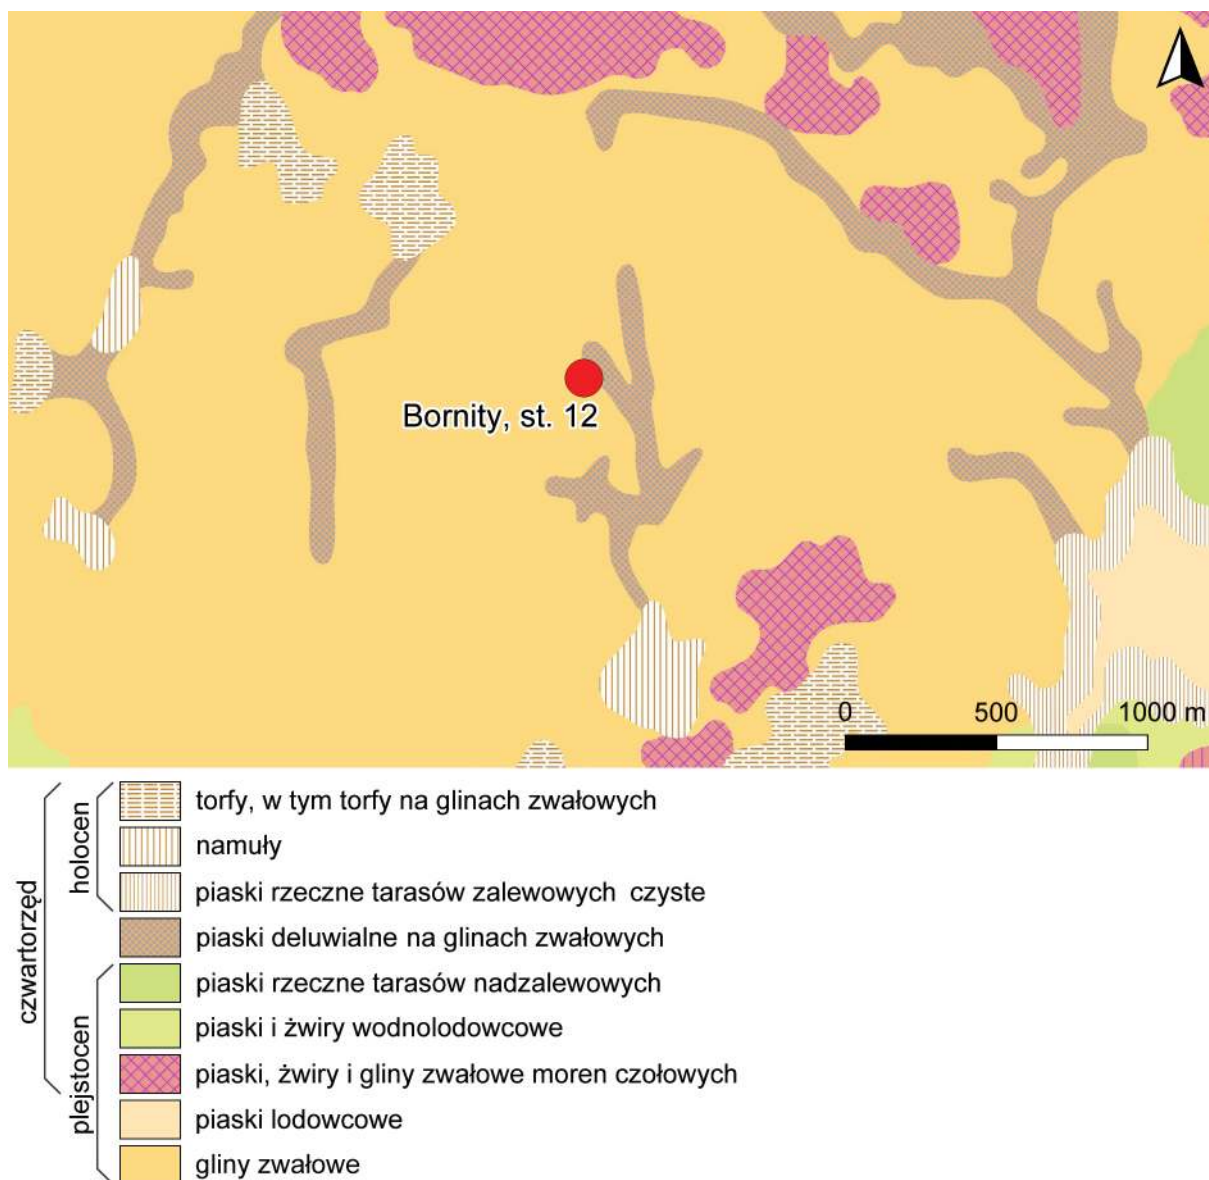 Bornity, st. 12
0 500 1000 m
czwartorzęd
holocen
torfy, w tym torfy na glinach zwałowych
namuły
piaski rzeczne tarasów zalewowych czyste
piaski deluwialne na glinach zwałowych
plejstocen
piaski rzeczne tarasów nadzalewowych
piaski i żwiry wodnolodowcowe
piaski, żwiry i gliny zwałowe moren czołowych
piaski lodowcowe
gliny zwałowe